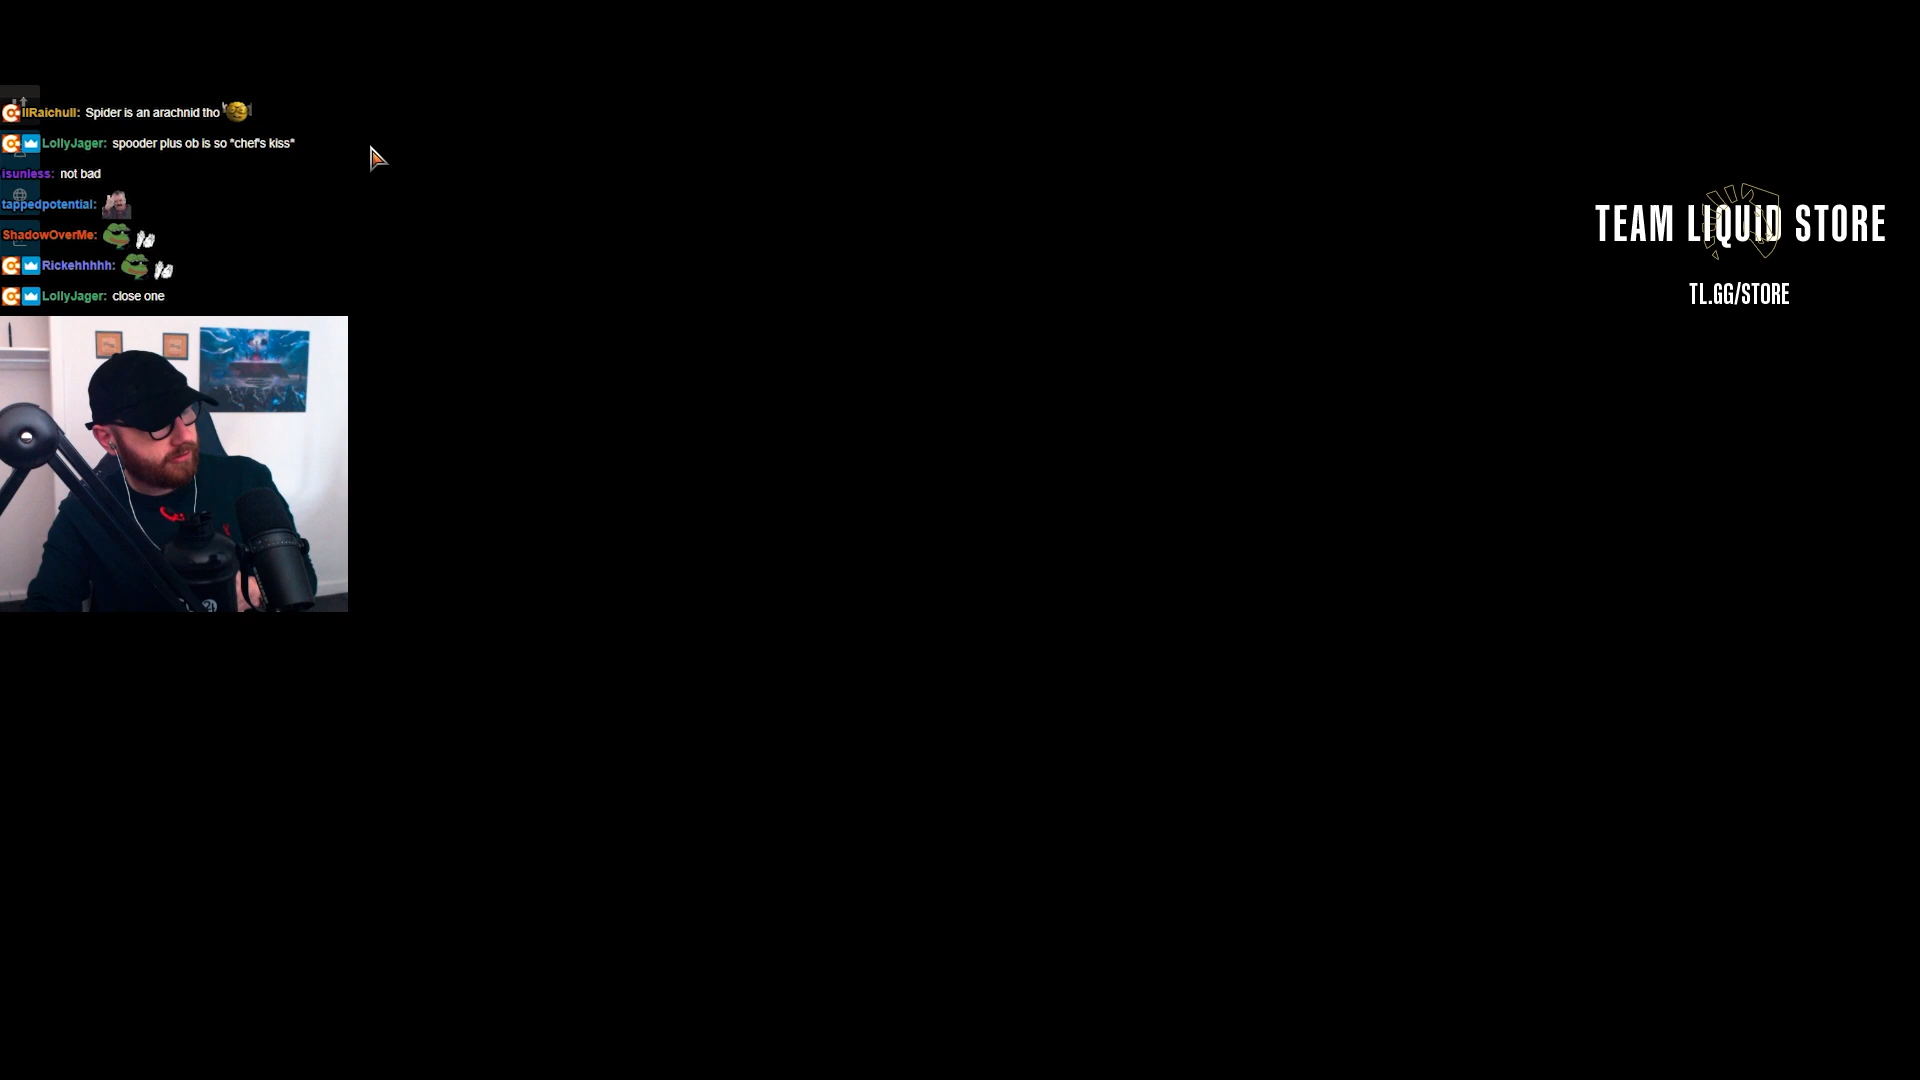 llRaichull: Spider is an arachnid tho
LollyJager: spooder plus ob is so *chef's kiss*
isunless: not bad
tappedpotential:
ShadowOverMe:
Rickehhhhh:
LollyJager: close one
TEAM LIQUID STORE
TL.GG/STORE